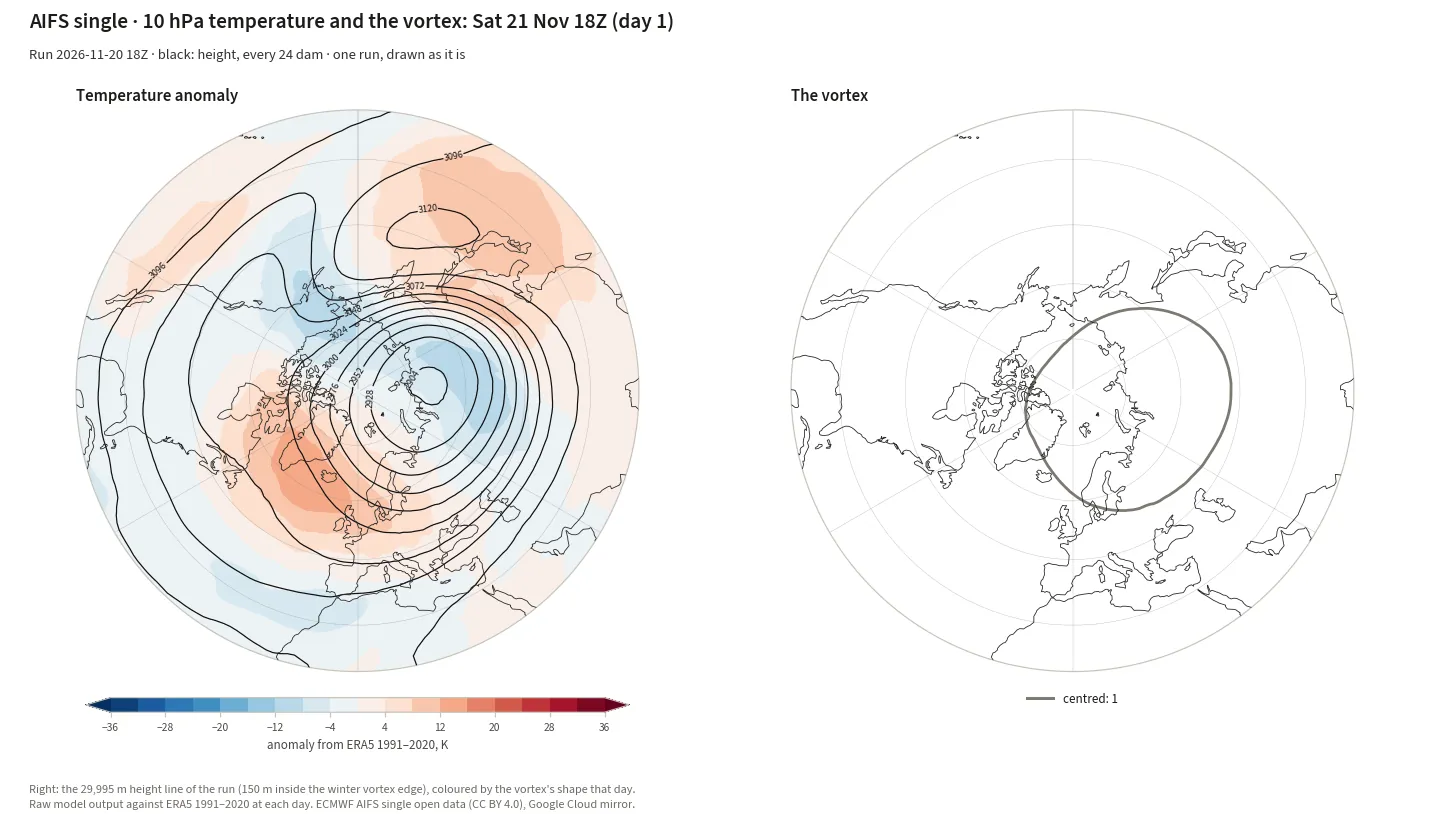 AIFS single · 10 hPa temperature and the vortex: Sat 21 Nov 18Z (day 1)
Run 2026-11-20 18Z · black: height, every 24 dam · one run, drawn as it is
Temperature anomaly
The vortex
3096
3120
3096
3072
3048
3024
3000
2952
2928
centred: 1
−36 −28 −20 −12 −4 4 12 20 28 36
anomaly from ERA5 1991–2020, K
Right: the 29,995 m height line of the run (150 m inside the winter vortex edge), coloured by the vortex's shape that day.
Raw model output against ERA5 1991–2020 at each day. ECMWF AIFS single open data (CC BY 4.0), Google Cloud mirror.